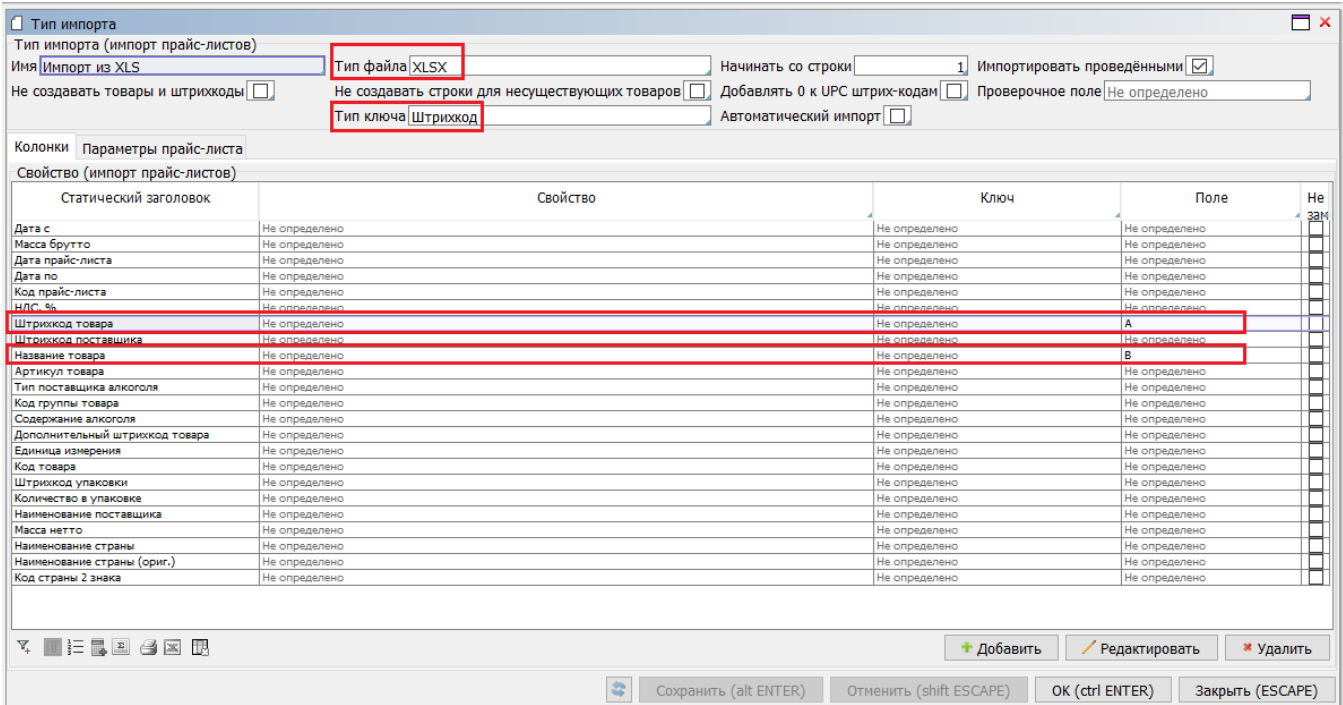 Тип импорта
Тип импорта (импорт прайс-листов)
Имя Импорт из XLS Тип файла XLSX Начинать со строки 1 Импортировать проведёнными
Не создавать товары и штрихкоды Не создавать строки для несуществующих товаров Добавлять 0 к UPC штрих-кодам Проверочное поле Не определено
Тип ключа Штрихкод Автоматический импорт
Колонки Параметры прайс-листа
Свойство (импорт прайс-листов)
Статический заголовок Свойство Ключ Поле Не
зам
Дата с Не определено Не определено Не определено
Масса брутто Не определено Не определено Не определено
Дата прайс-листа Не определено Не определено Не определено
Дата по Не определено Не определено Не определено
Код прайс-листа Не определено Не определено Не определено
НДС, % Не определено Не определено Не определено
Штрихкод товара Не определено Не определено A
Штрихкод поставщика Не определено Не определено Не определено
Название товара Не определено Не определено B
Артикул товара Не определено Не определено Не определено
Тип поставщика алкоголя Не определено Не определено Не определено
Код группы товара Не определено Не определено Не определено
Содержание алкоголя Не определено Не определено Не определено
Дополнительный штрихкод товара Не определено Не определено Не определено
Единица измерения Не определено Не определено Не определено
Код товара Не определено Не определено Не определено
Штрихкод упаковки Не определено Не определено Не определено
Количество в упаковке Не определено Не определено Не определено
Наименование поставщика Не определено Не определено Не определено
Масса нетто Не определено Не определено Не определено
Наименование страны Не определено Не определено Не определено
Наименование страны (ориг.) Не определено Не определено Не определено
Код страны 2 знака Не определено Не определено Не определено
Добавить Редактировать Удалить
Сохранить (alt ENTER) Отменить (shift ESCAPE) OK (ctrl ENTER) Закрыть (ESCAPE)